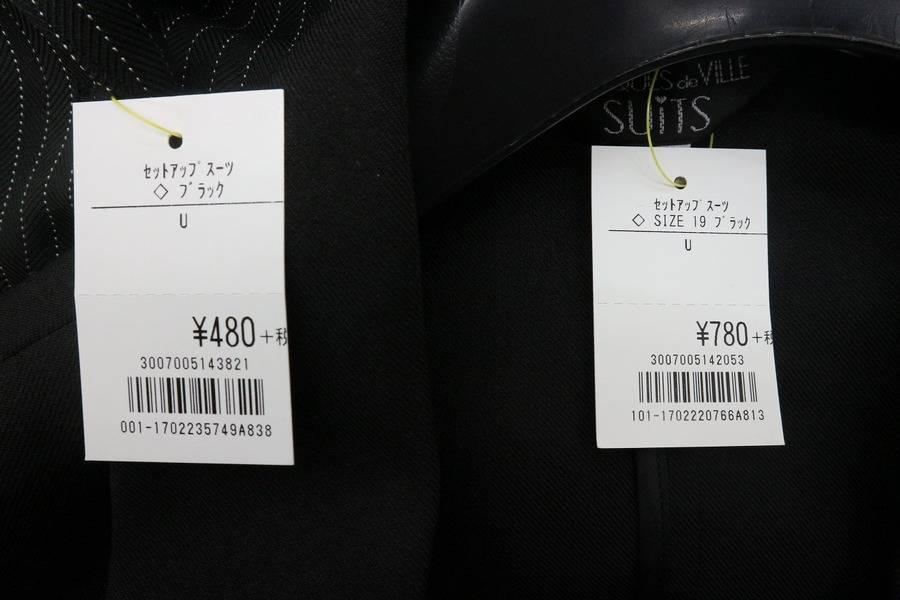 セットアップスーツ
◇ ブラック
U
¥480+税
3007005143821
001-1702235749A838
de VILLE
SUiTS
セットアップスーツ
◇ SIZE 19 ブラック
U
¥780+税
3007005142053
101-1702220766A813